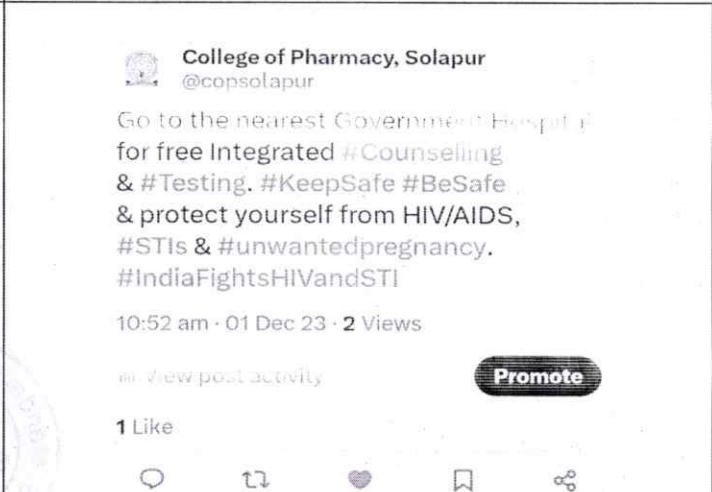 College of Pharmacy, Solapur
@copsolapur
Go to the nearest Government Hospital
for free Integrated #Counselling
& #Testing. #KeepSafe #BeSafe
& protect yourself from HIV/AIDS,
#STIs & #unwantedpregnancy.
#IndiaFightsHIVandSTI
10:52 am · 01 Dec 23 · 2 Views
View post activity
Promote
1 Like